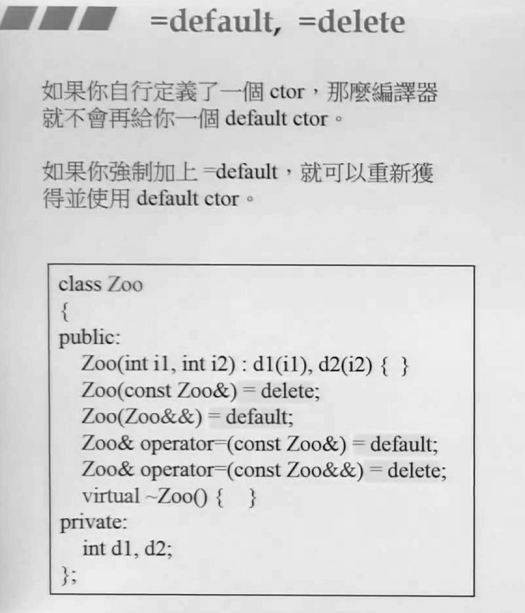 =default, =delete
如果你自行定義了一個 ctor，那麼編譯器
就不會再給你一個 default ctor。
如果你強制加上 =default，就可以重新獲
得並使用 default ctor。
class Zoo
{
public:
Zoo(int i1, int i2) : d1(i1), d2(i2) { }
Zoo(const Zoo&) = delete;
Zoo(Zoo&&) = default;
Zoo& operator=(const Zoo&) = default;
Zoo& operator=(const Zoo&&) = delete;
virtual ~Zoo() { }
private:
int d1, d2;
};